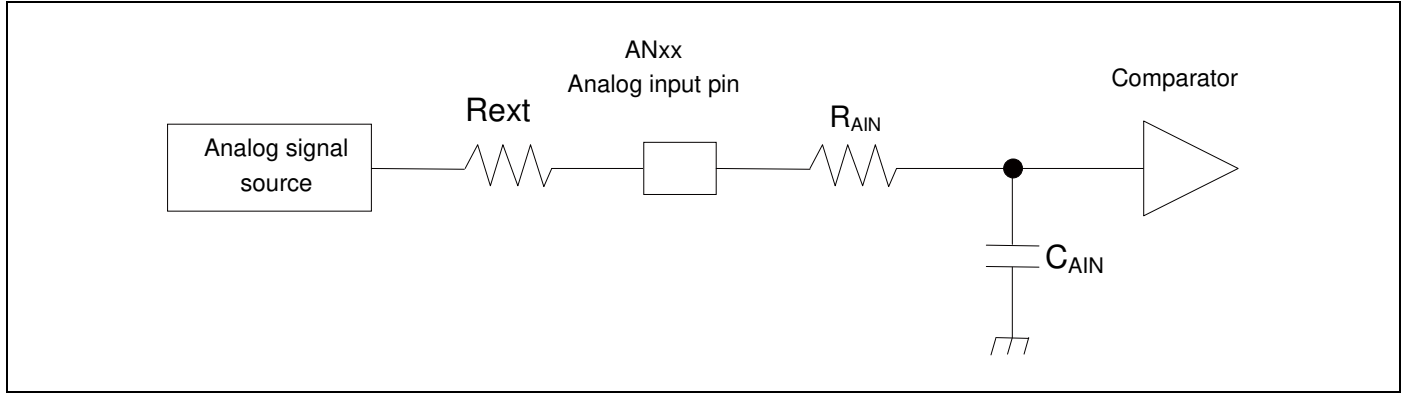 ANxx
Analog input pin
Comparator
Rext
RAIN
Analog signal
source
CAIN